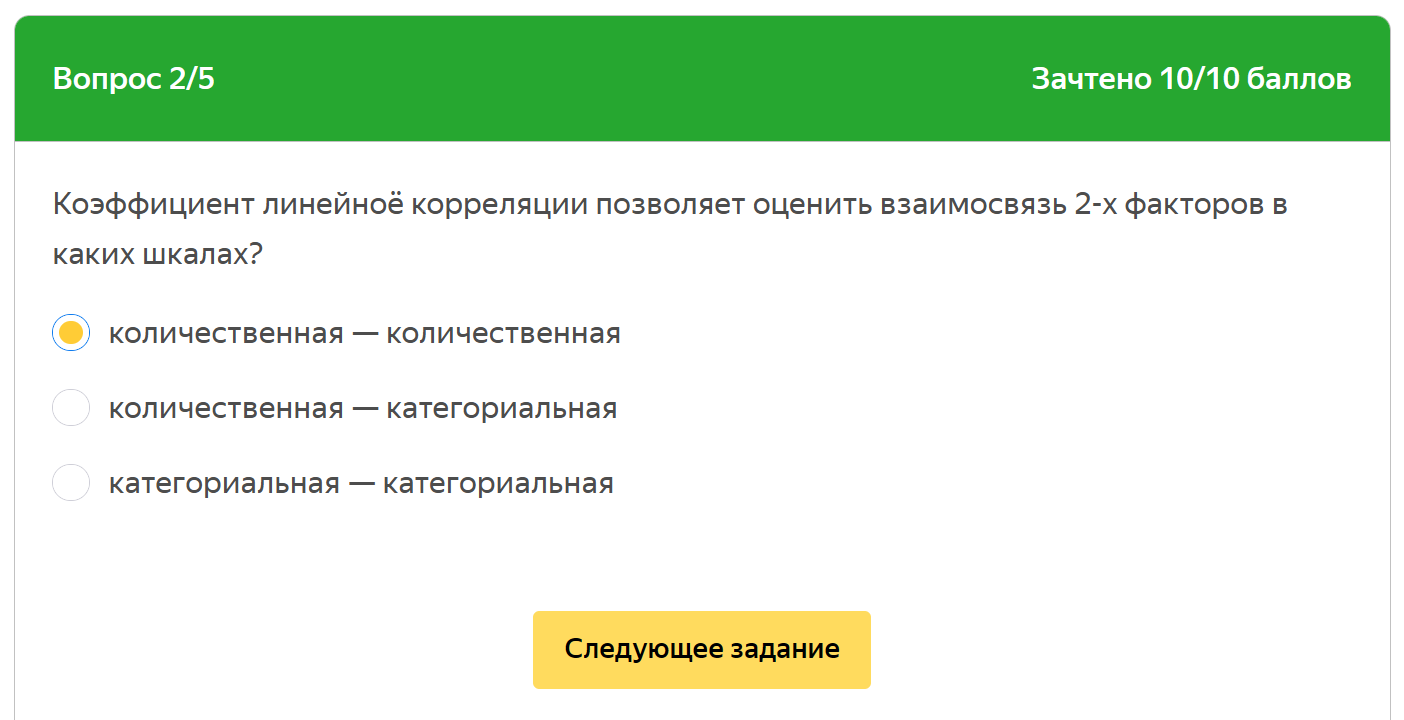 Вопрос 2/5
Зачтено 10/10 баллов
Коэффициент линейноё корреляции позволяет оценить взаимосвязь 2-х факторов в
каких шкалах?
количественная — количественная
количественная — категориальная
категориальная — категориальная
Следующее задание